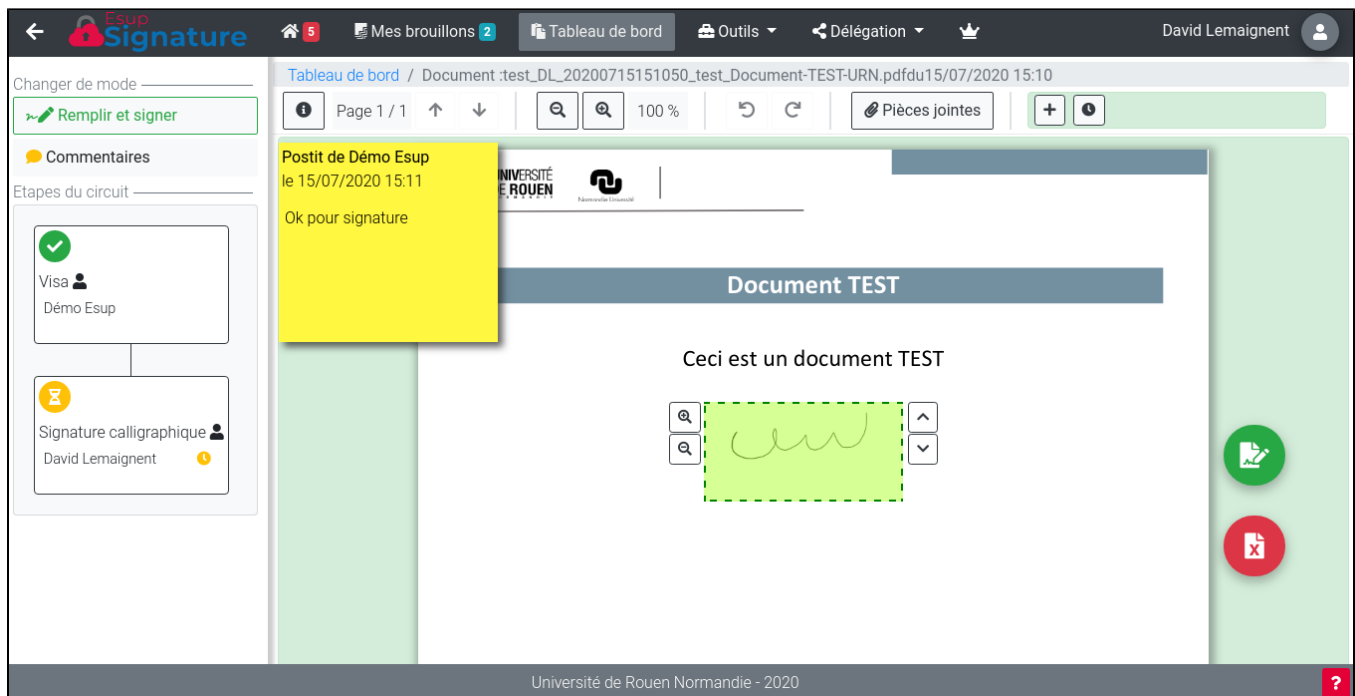 Esup
Signature
5
Mes brouillons 2
Tableau de bord
Outils
Délégation
David Lemaignent
Changer de mode
Remplir et signer
Commentaires
Etapes du circuit
Visa
Démo Esup
Signature calligraphique
David Lemaignent
Tableau de bord / Document :test_DL_20200715151050_test_Document-TEST-URN.pdfdu15/07/2020 15:10
Page 1 / 1
100 %
Pièces jointes
Postit de Démo Esup
le 15/07/2020 15:11
Ok pour signature
NIVERSITÉ
E ROUEN
Normandie Université
Document TEST
Ceci est un document TEST
Université de Rouen Normandie - 2020
?